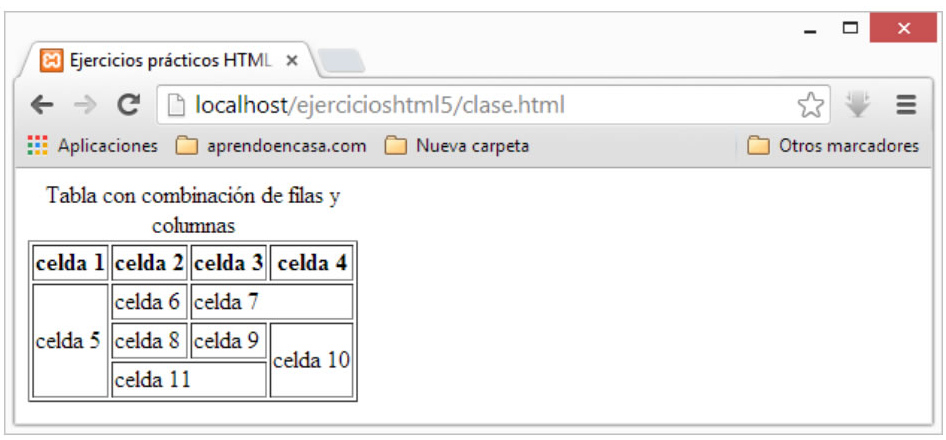 Ejercicios prácticos HTML
localhost/ejercicioshtml5/clase.html
Aplicaciones aprendoencasa.com Nueva carpeta Otros marcadores
Tabla con combinación de filas y
columnas
celda 1 celda 2 celda 3 celda 4
celda 5
celda 6 celda 7
celda 8 celda 9
celda 10
celda 11